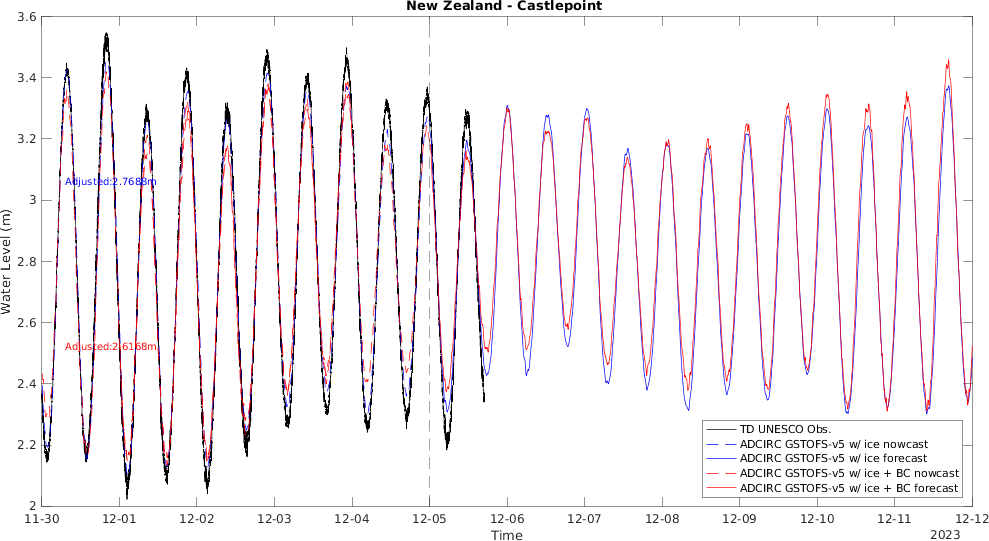 New Zealand - Castlepoint
3.6
3.4
3.2
3
2.8
2.6
2.4
2.2
2
Water Level (m)
Adjusted:2.7688m
Adjusted:2.6168m
TD UNESCO Obs.
ADCIRC GSTOFS-v5 w/ ice nowcast
ADCIRC GSTOFS-v5 w/ ice forecast
ADCIRC GSTOFS-v5 w/ ice + BC nowcast
ADCIRC GSTOFS-v5 w/ ice + BC forecast
11-30 12-01 12-02 12-03 12-04 12-05 12-06 12-07 12-08 12-09 12-10 12-11 12-12
Time
2023